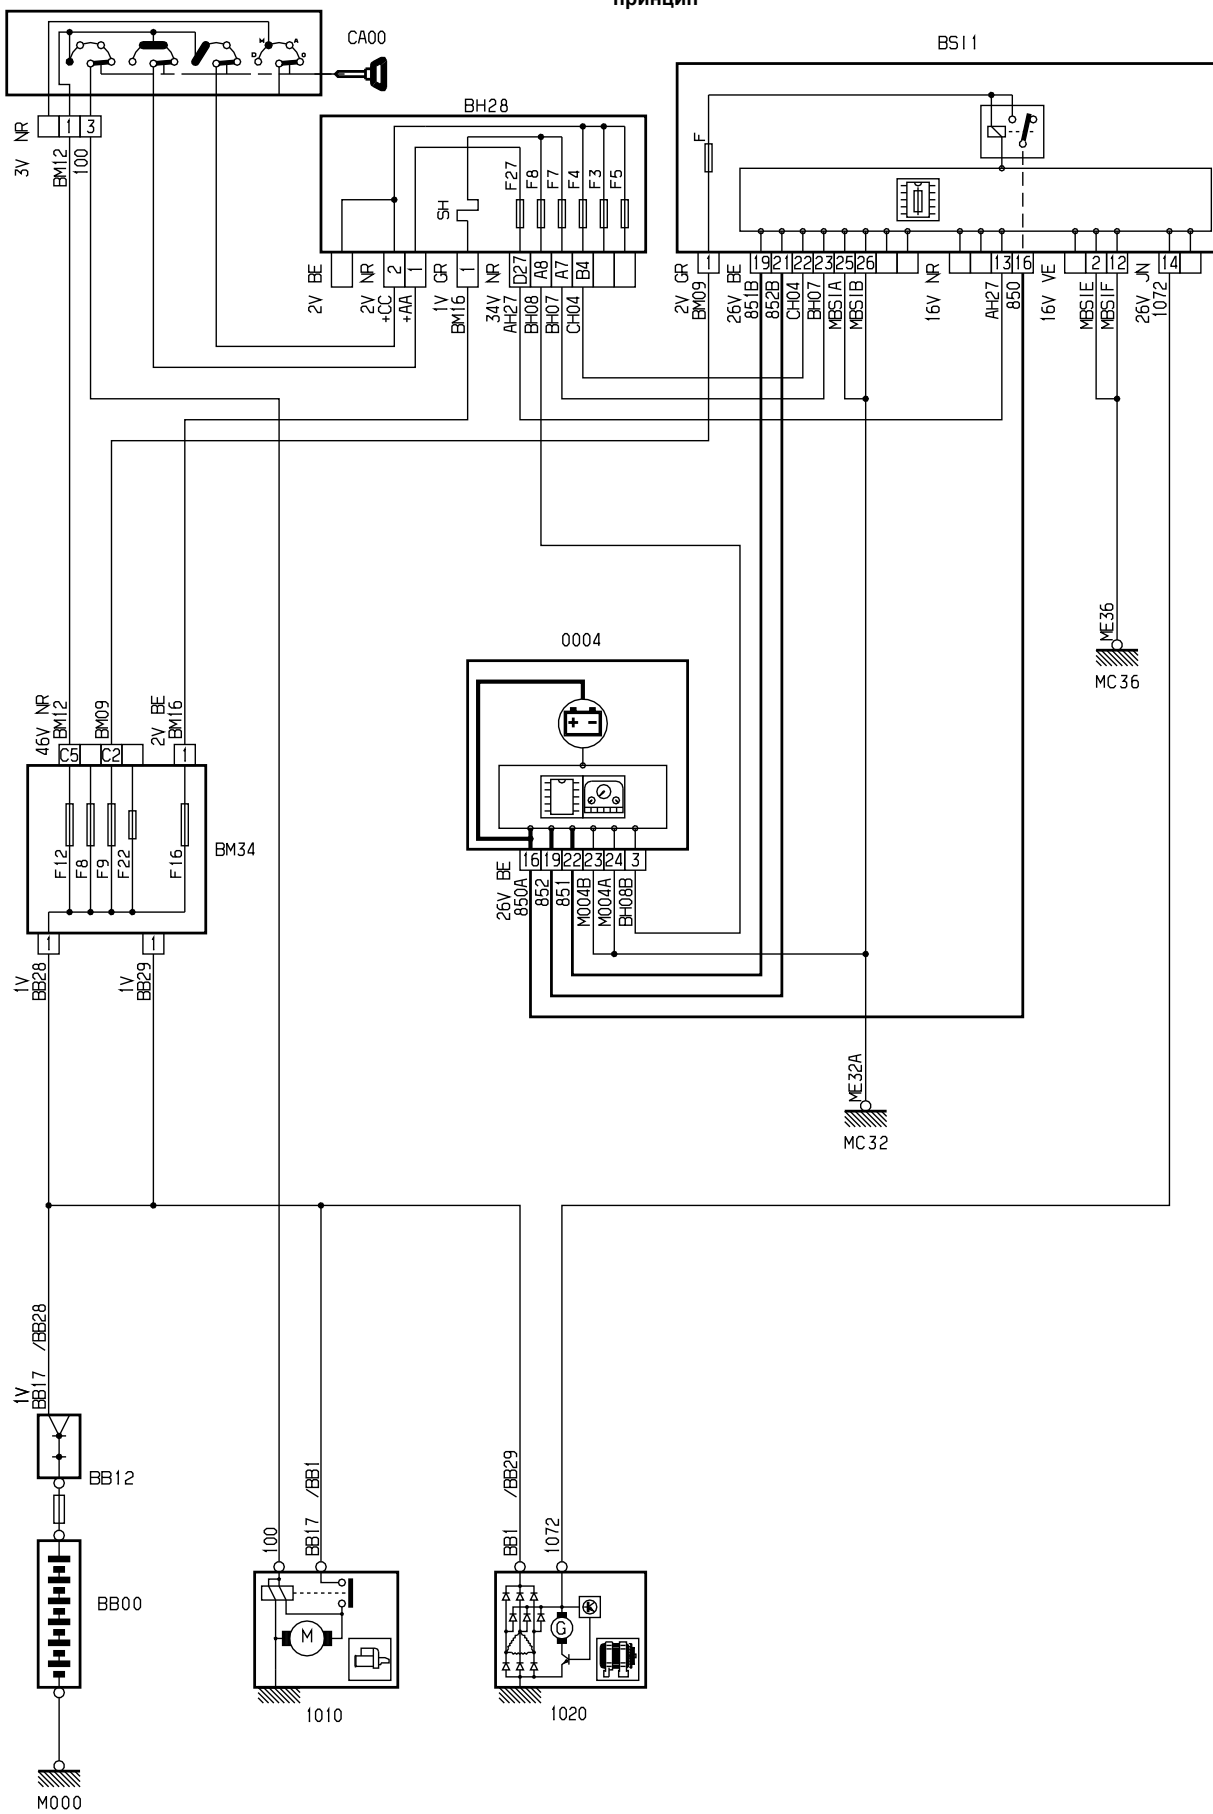 принцип
CA00
M
A
D
O
BSI1
BH28
3V NR
1
3
BM12
100
F27
F8
F7
F4
F3
F5
SH
F
2V BE
2V NR
2
1
+CC
+AA
1V GR
1
BM16
34V NR
D27
A8
A7
B4
AH27
BH08
BH07
CH04
2V GR
1
BM09
26V BE
19
21
22
23
25
26
851B
852B
CH04
BH07
MBS1A
MBS1B
16V NR
13
16
AH27
850
16V VE
2
12
MBS1E
MBS1F
26V JN
14
1072
ME36
MC36
0004
+ -
26V BE
16
19
22
23
24
3
850A
852
851
M004B
M004A
BH08B
46V NR
BM12
BM09
2V BE
BM16
C5
C2
1
F12
F8
F9
F22
F16
BM34
1
1
1V
BB28
1V
BB29
ME32A
MC32
1V
BB17 /BB28
BB12
BB00
M000
100
BB17 /BB1
M
1010
BB1 /BB29
1072
G
1020